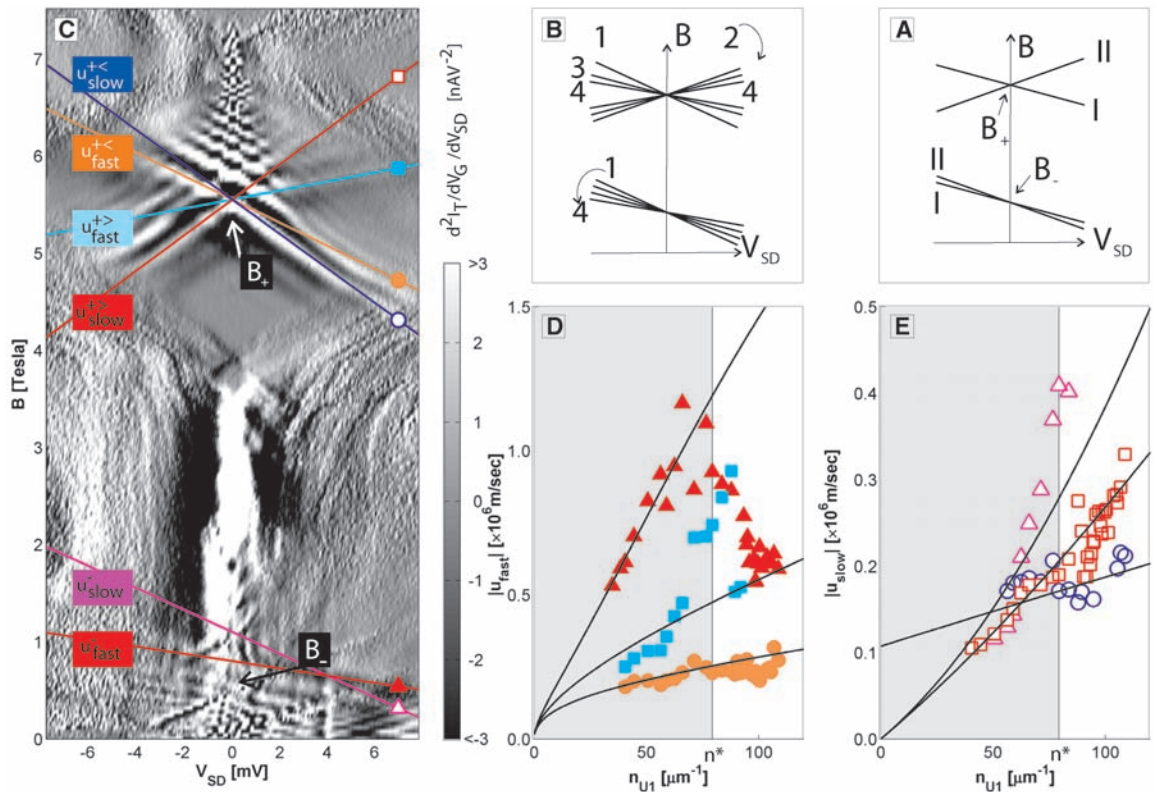 C
7
u+<slow
6
u+<fast
u+>fast
5
B+
u+>slow
4
B [Tesla]
3
2
u-slow
1
u-fast
B-
0
-6 -4 -2 0 2 4 6
VSD [mV]
d2IT/dVG/dVSD [nAV-2]
>3
2
1
0
-1
-2
<-3
B
1 B 2
3
4 4
1
4
VSD
A
B II
B+ I
II B-
I
VSD
D
1.5
1.0
0.5
0.0
|ufast| [×106m/sec]
50 n* 100
nU1 [μm-1]
E
0.5
0.4
0.3
0.2
0.1
0.0
|uslow| [×106m/sec]
50 n* 100
nU1 [μm-1]